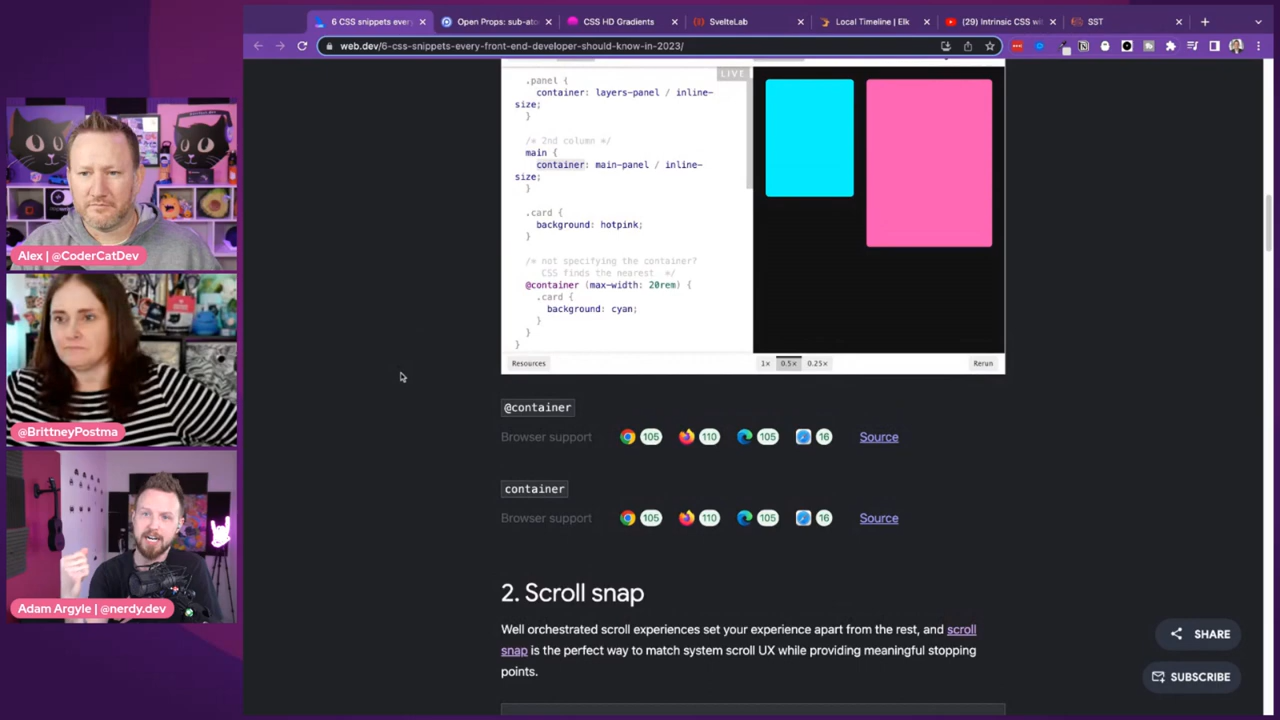 6 CSS snippets every
Open Props: sub-ato
CSS HD Gradients
SvelteLab
Local Timeline | Elk
(29) Intrinsic CSS wi
SST
web.dev/6-css-snippets-every-front-end-developer-should-know-in-2023/
Alex | @CoderCatDev
@BrittneyPostma
Adam Argyle | @nerdy.dev
LIVE
.panel {
container: layers-panel / inline-
size;
}
/* 2nd column */
main {
container: main-panel / inline-
size;
}
.card {
background: hotpink;
}
/* not specifying the container?
CSS finds the nearest */
@container (max-width: 20rem) {
.card {
background: cyan;
}
}
}
Resources
1× 0.5× 0.25×
Rerun
@container
Browser support 105 110 105 16 Source
container
Browser support 105 110 105 16 Source
2. Scroll snap
Well orchestrated scroll experiences set your experience apart from the rest, and scroll
snap is the perfect way to match system scroll UX while providing meaningful stopping
points.
SHARE
SUBSCRIBE